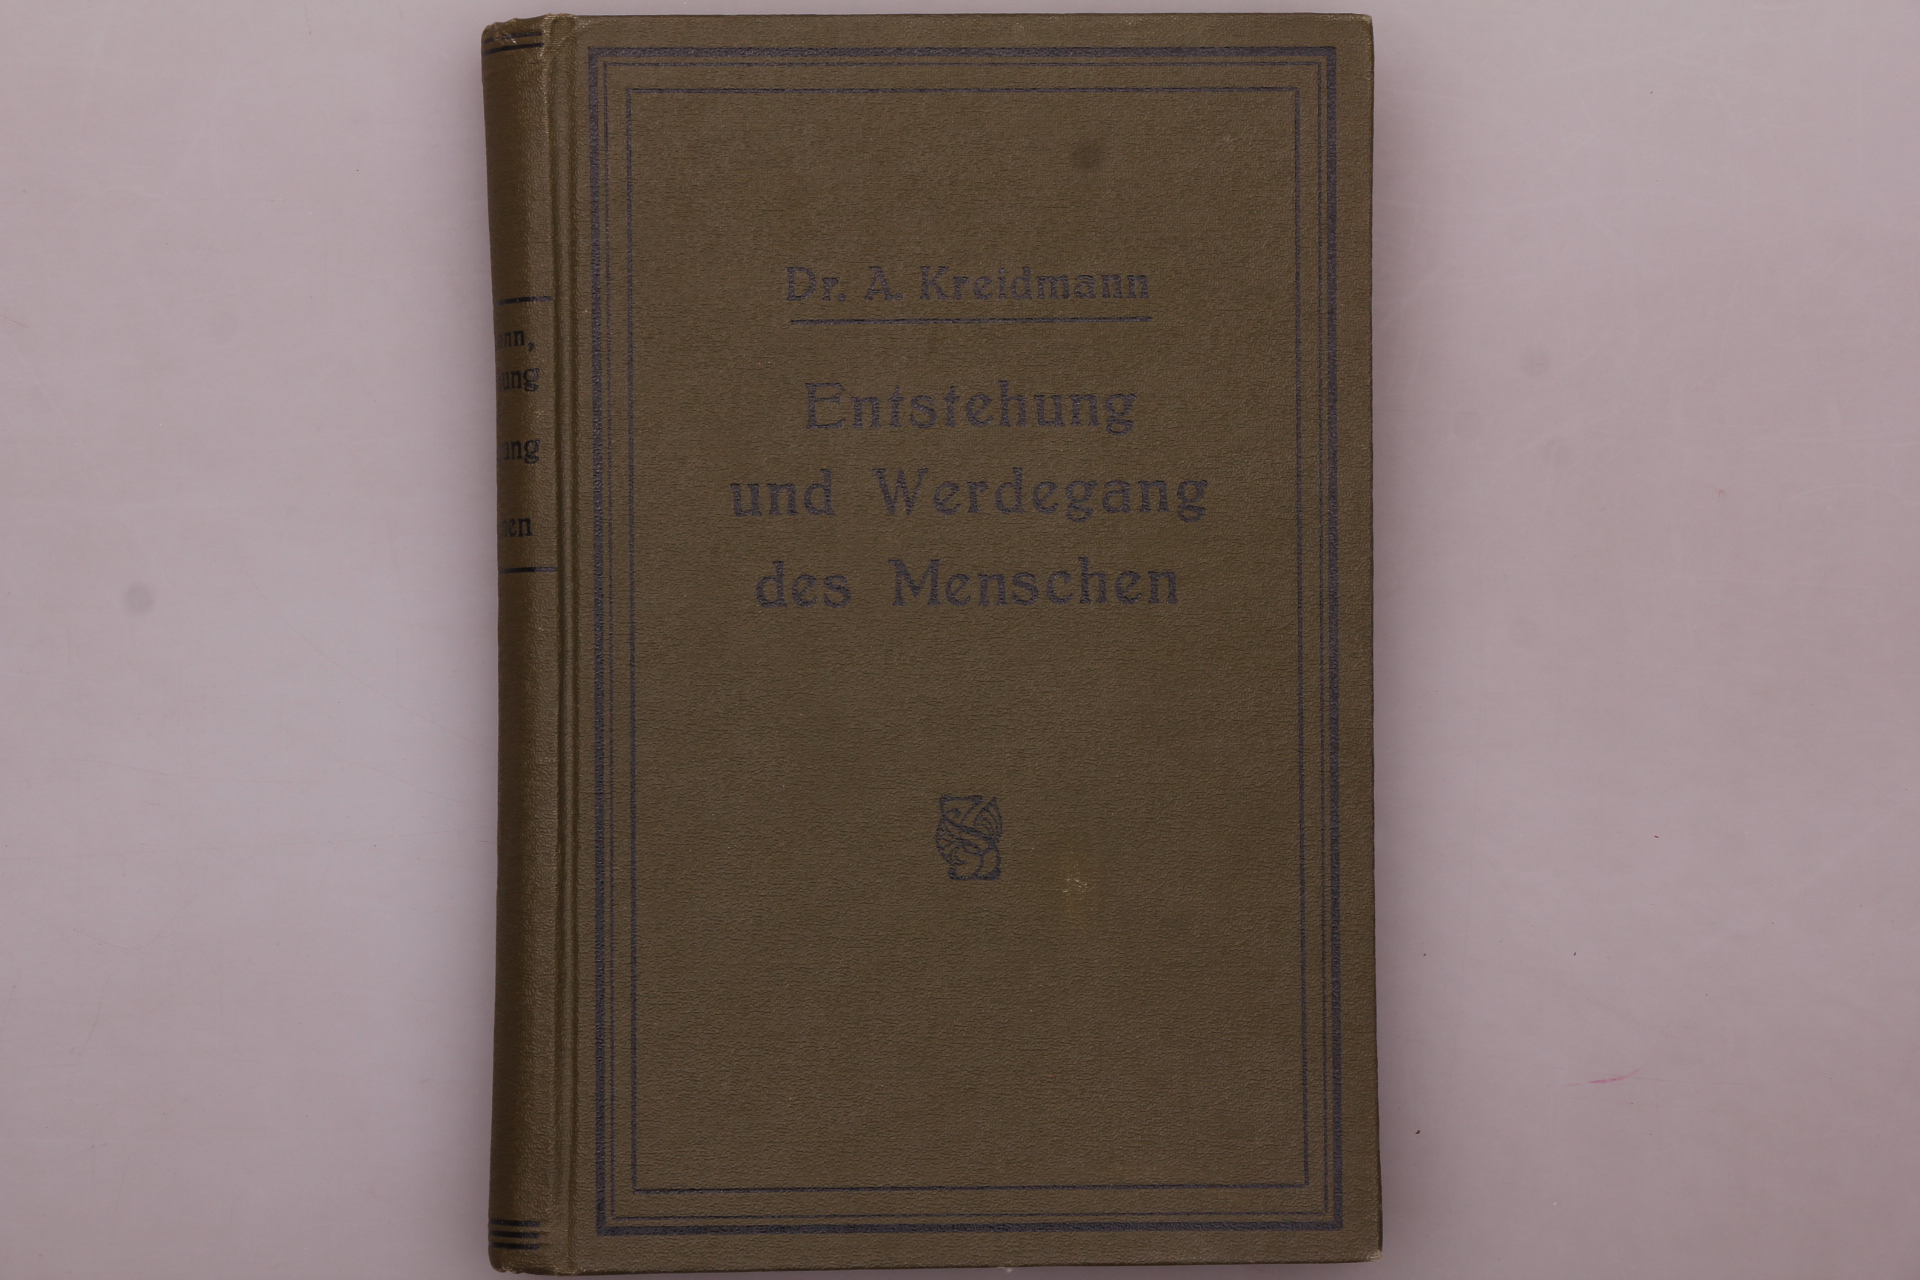 Dr. A. Kreidmann
Entstehung
und Werdegang
des Menschen